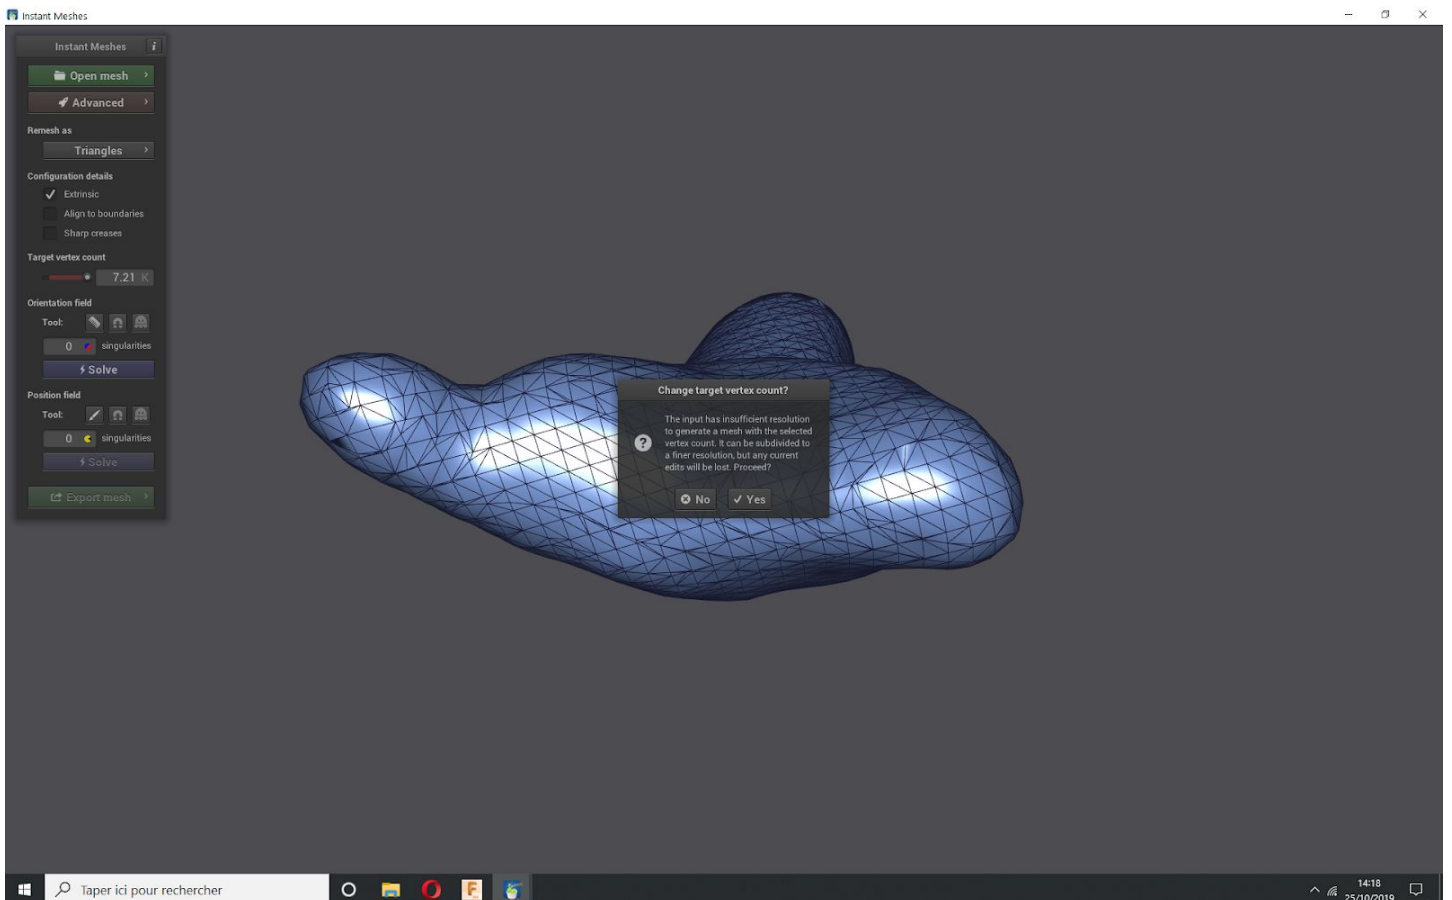 Instant Meshes
Instant Meshes i
Open mesh
Advanced
Remesh as
Triangles
Configuration details
Extrinsic
Align to boundaries
Sharp creases
Target vertex count
7.21 K
Orientation field
Tool:
0 singularities
Solve
Position field
Tool:
0 singularities
Solve
Export mesh
Change target vertex count?
The input has insufficient resolution
to generate a mesh with the selected
vertex count. It can be subdivided to
a finer resolution, but any current
edits will be lost. Proceed?
No Yes
Taper ici pour rechercher
F
14:18
25/10/2019